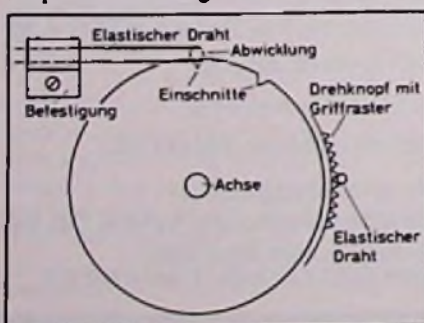 Elastischer Draht
Abwicklung
Einschnitte
Befestigung
Drehknopf mit
Griffraster
Achse
Elastischer
Draht